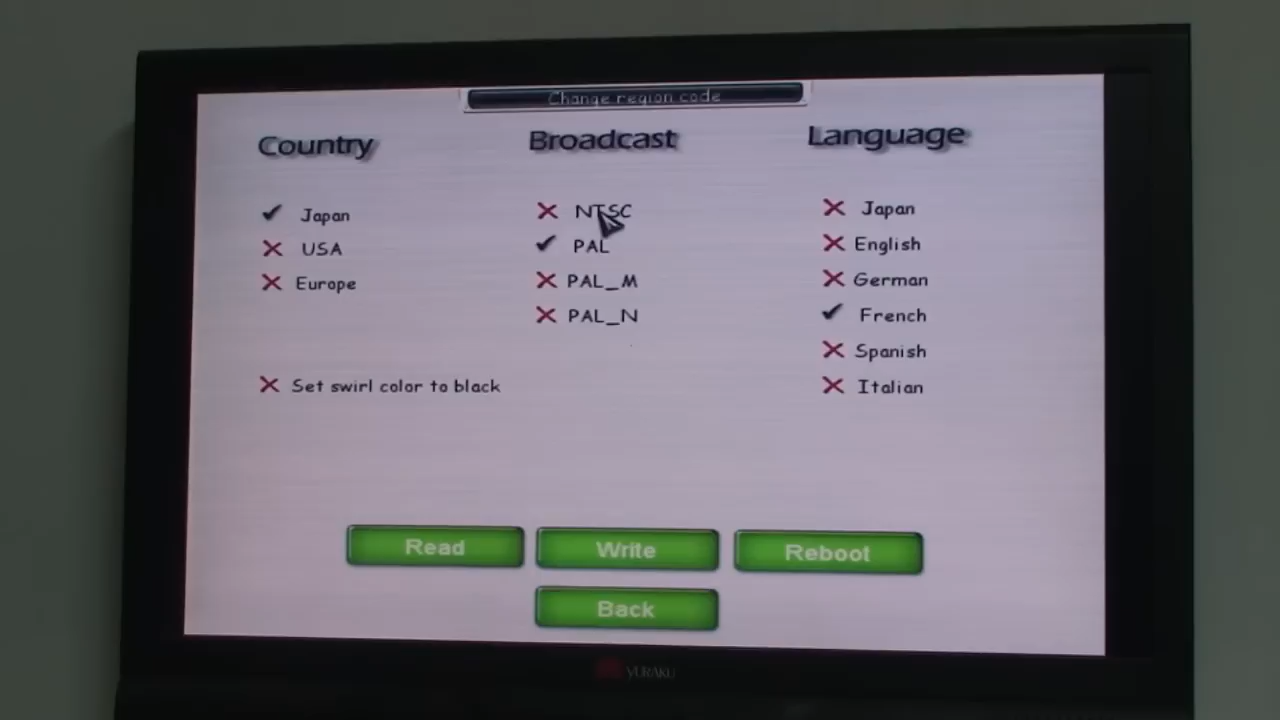 Change region code
Country
Broadcast
Language
Japan
USA
Europe
Set swirl color to black
NTSC
PAL
PAL_M
PAL_N
Japan
English
German
French
Spanish
Italian
Read
Write
Reboot
Back
YURAKU